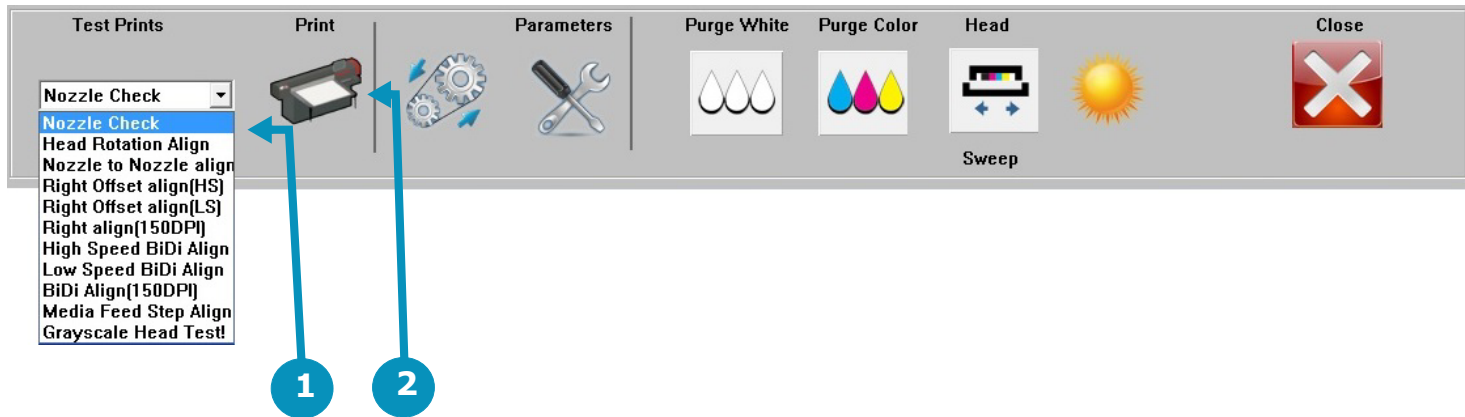 Test Prints
Print
Parameters
Purge White
Purge Color
Head
Close
Nozzle Check
Nozzle Check
Head Rotation Align
Nozzle to Nozzle align
Right Offset align(HS)
Right Offset align(LS)
Right align(150DPI)
High Speed BiDi Align
Low Speed BiDi Align
BiDi Align(150DPI)
Media Feed Step Align
Grayscale Head Test!
Sweep
1
2